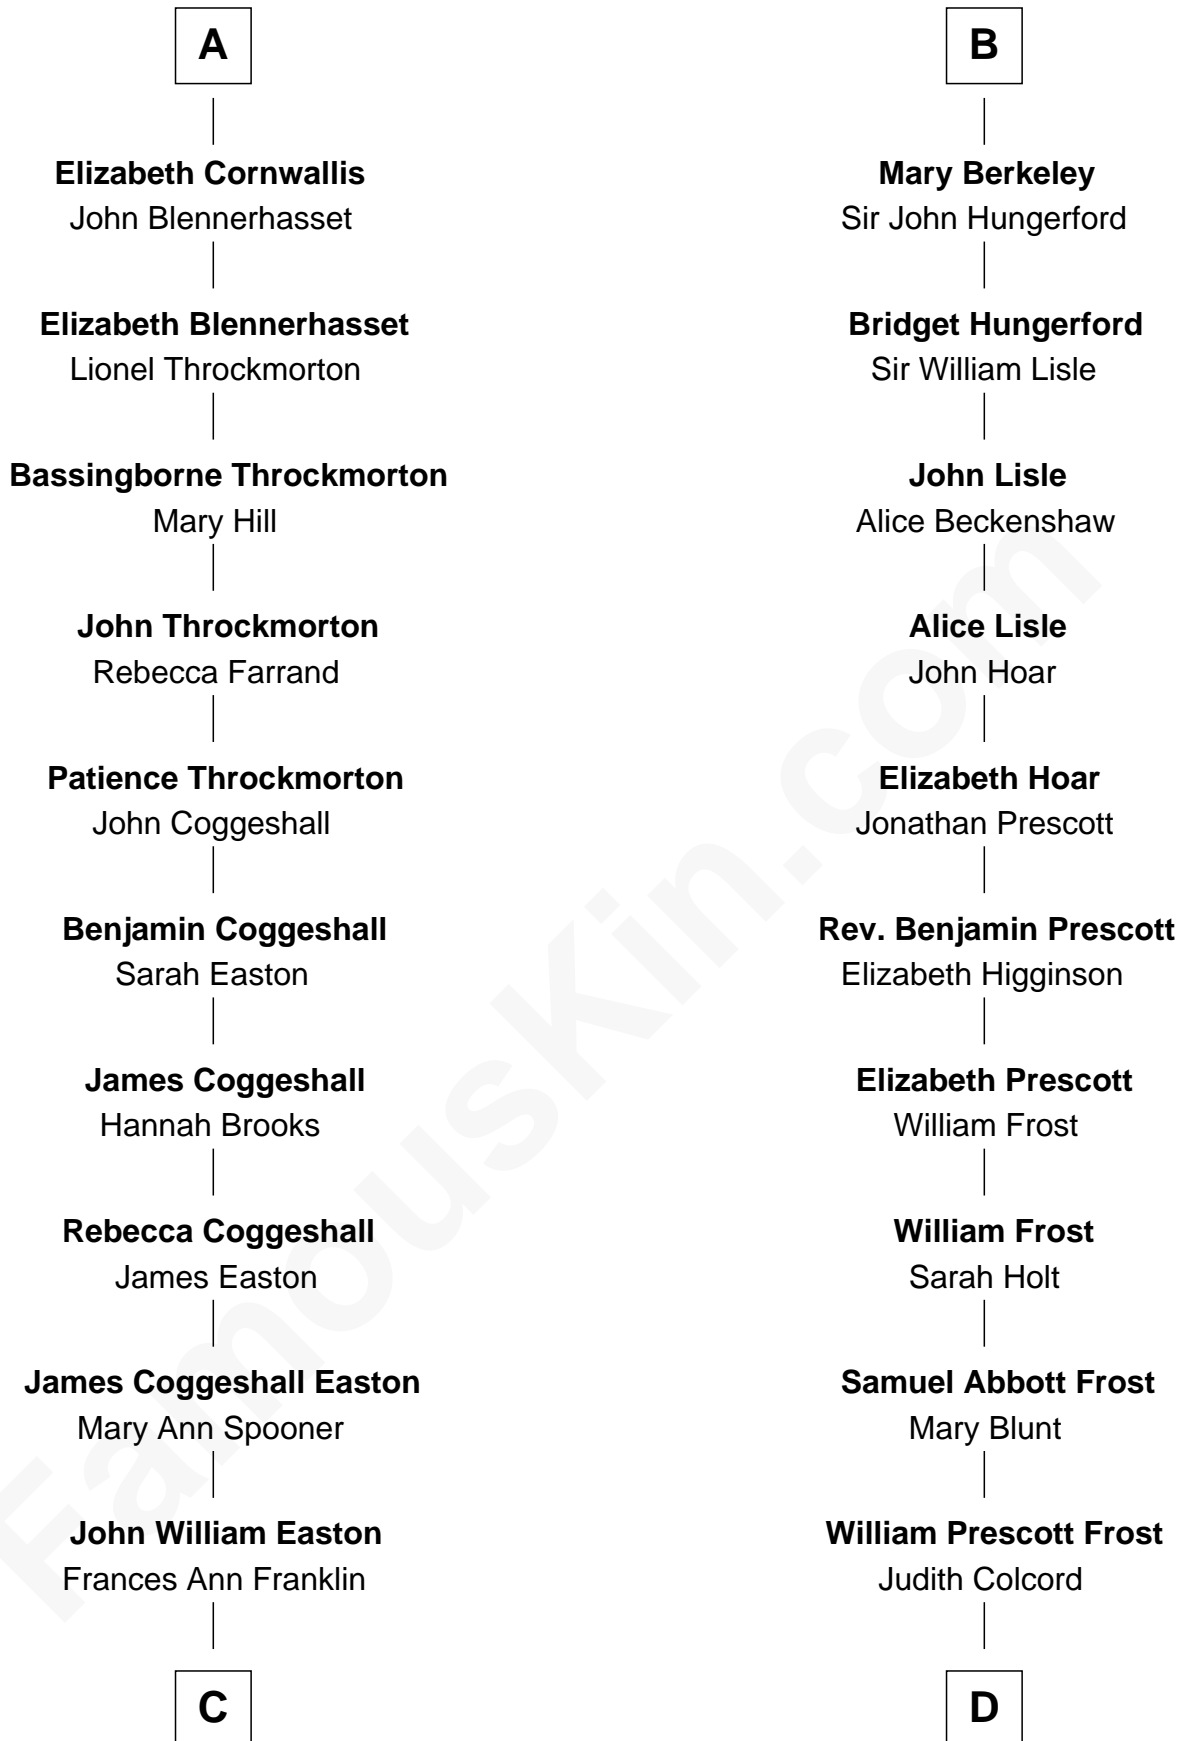 A
Elizabeth Cornwallis
John Blennerhasset
Elizabeth Blennerhasset
Lionel Throckmorton
Bassingborne Throckmorton
Mary Hill
John Throckmorton
Rebecca Farrand
Patience Throckmorton
John Coggeshall
Benjamin Coggeshall
Sarah Easton
James Coggeshall
Hannah Brooks
Rebecca Coggeshall
James Easton
James Coggeshall Easton
Mary Ann Spooner
John William Easton
Frances Ann Franklin
C
B
Mary Berkeley
Sir John Hungerford
Bridget Hungerford
Sir William Lisle
John Lisle
Alice Beckenshaw
Alice Lisle
John Hoar
Elizabeth Hoar
Jonathan Prescott
Rev. Benjamin Prescott
Elizabeth Higginson
Elizabeth Prescott
William Frost
William Frost
Sarah Holt
Samuel Abbott Frost
Mary Blunt
William Prescott Frost
Judith Colcord
D
FamousKin.com